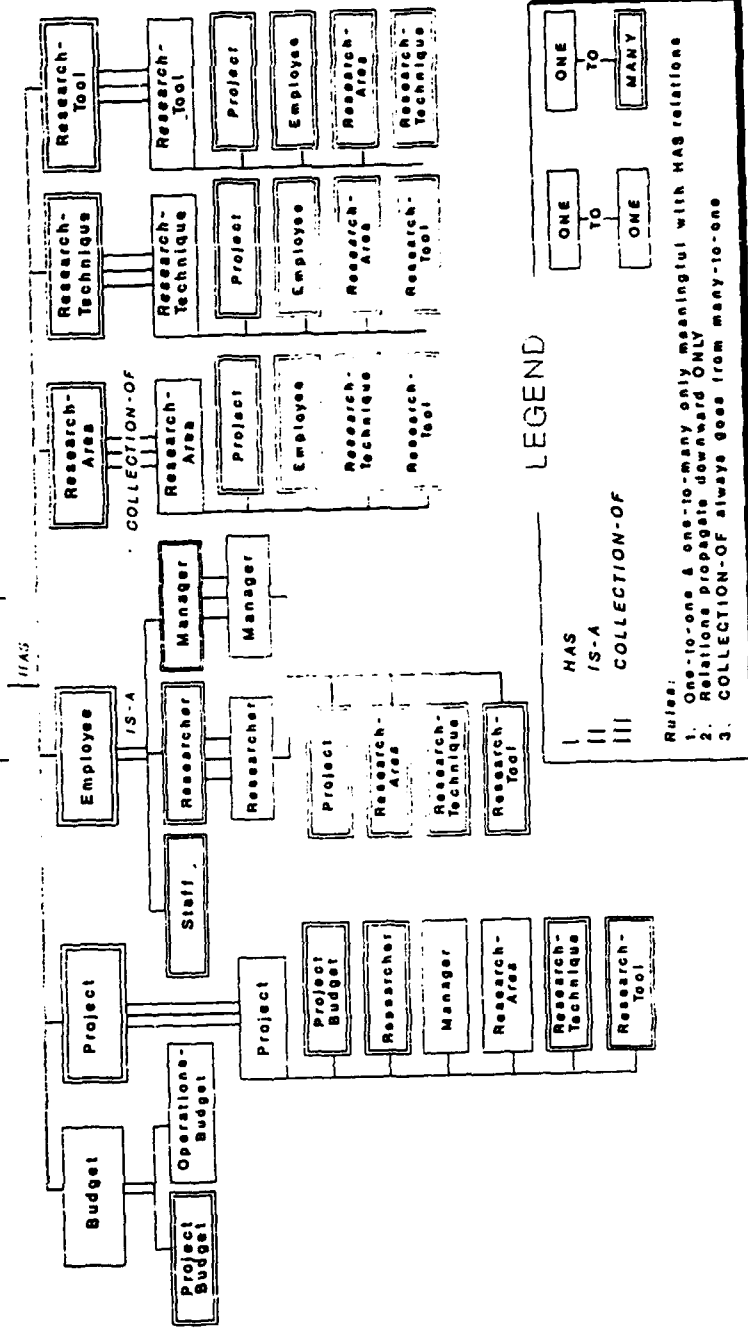 HAS
Budget
Project
Employee
Research-
Area
Research-
Technique
Research-
Tool
IS-A
COLLECTION-OF
Project
Budget
Operations-
Budget
Project
Project
Budget
Researcher
Manager
Research-
Area
Research-
Technique
Research-
Tool
Staff
Researcher
Manager
Researcher
Manager
Project
Research-
Area
Research-
Technique
Research-
Tool
Research-
Area
Project
Employee
Research-
Technique
Research-
Tool
Research-
Technique
Project
Employee
Research-
Area
Research-
Tool
Research-
Tool
Project
Employee
Research-
Area
Research-
Technique
LEGEND
HAS
IS-A
COLLECTION-OF
ONE
TO
ONE
ONE
TO
MANY
Rules:
1. One-to-one & one-to-many only meaningful with HAS relations
2. Relations propagate downward ONLY
3. COLLECTION-OF always goes from many-to-one